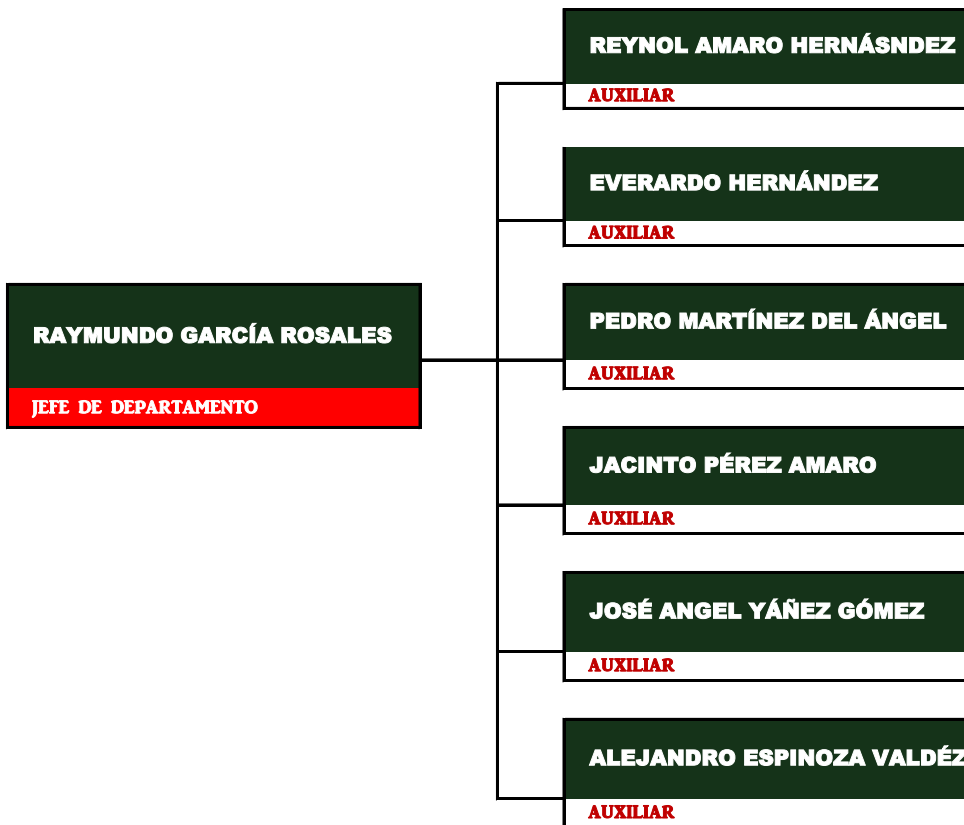 REYNOL AMARO HERNÁSNDEZ
AUXILIAR
EVERARDO HERNÁNDEZ
AUXILIAR
RAYMUNDO GARCÍA ROSALES
JEFE DE DEPARTAMENTO
PEDRO MARTÍNEZ DEL ÁNGEL
AUXILIAR
JACINTO PÉREZ AMARO
AUXILIAR
JOSÉ ANGEL YÁÑEZ GÓMEZ
AUXILIAR
ALEJANDRO ESPINOZA VALDÉZ
AUXILIAR